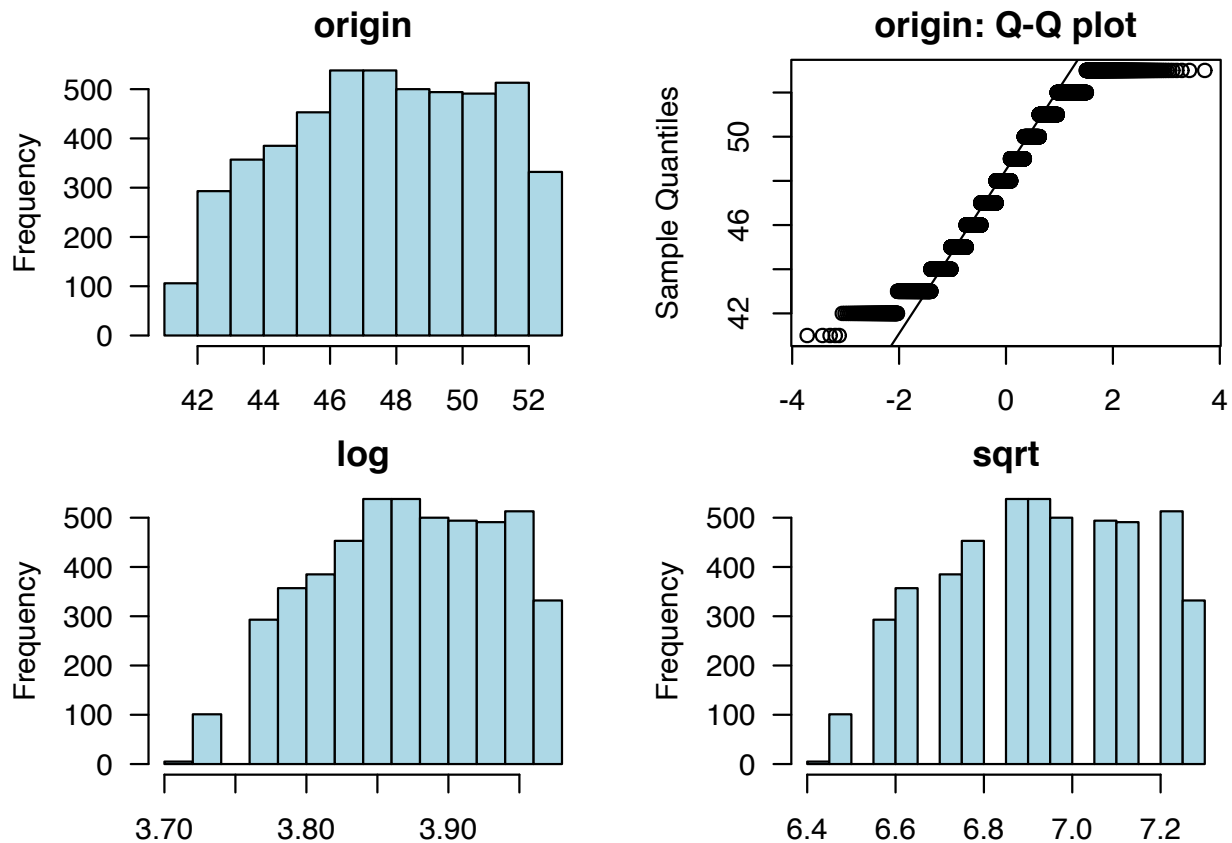 origin
Frequency
500
400
300
200
100
0
42 44 46 48 50 52
origin: Q-Q plot
Sample Quantiles
50
46
42
-4 -2 0 2 4
log
Frequency
500
400
300
200
100
0
3.70 3.80 3.90
sqrt
Frequency
500
400
300
200
100
0
6.4 6.6 6.8 7.0 7.2